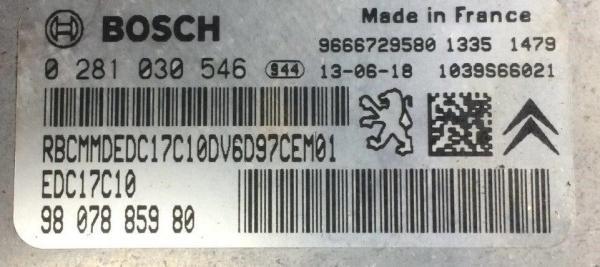 BOSCH Made in France
9666729580 1335 1479
0 281 030 546 944 13-06-18 1039S66021
RBCMMDEDC17C10DV6D97CEM01
EDC17C10
98 078 859 80